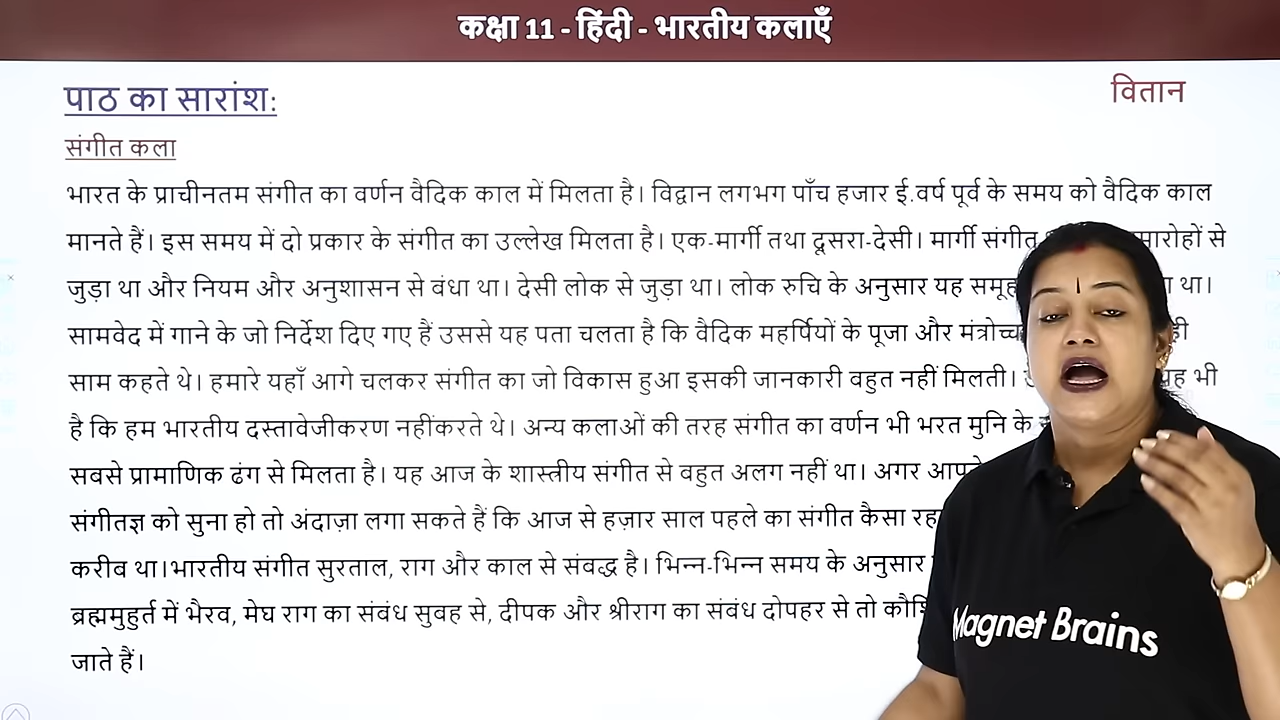 कक्षा 11 - हिंदी - भारतीय कलाएँ
पाठ का सारांश:
वितान
संगीत कला
भारत के प्राचीनतम संगीत का वर्णन वैदिक काल में मिलता है। विद्वान लगभग पाँच हजार ई.वर्ष पूर्व के समय को वैदिक काल
मानते हैं। इस समय में दो प्रकार के संगीत का उल्लेख मिलता है। एक-मार्गी तथा दूसरा-देसी। मार्गी संगीत मारोहों से
जुड़ा था और नियम और अनुशासन से बंधा था। देसी लोक से जुड़ा था। लोक रुचि के अनुसार यह समूह था।
सामवेद में गाने के जो निर्देश दिए गए हैं उससे यह पता चलता है कि वैदिक महर्षियों के पूजा और मंत्रोच्च ही
साम कहते थे। हमारे यहाँ आगे चलकर संगीत का जो विकास हुआ इसकी जानकारी बहुत नहीं मिलती। यह भी
है कि हम भारतीय दस्तावेजीकरण नहींकरते थे। अन्य कलाओं की तरह संगीत का वर्णन भी भरत मुनि के
सबसे प्रामाणिक ढंग से मिलता है। यह आज के शास्त्रीय संगीत से बहुत अलग नहीं था। अगर आपने
संगीतज्ञ को सुना हो तो अंदाज़ा लगा सकते हैं कि आज से हज़ार साल पहले का संगीत कैसा रह
करीब था।भारतीय संगीत सुरताल, राग और काल से संबद्ध है। भिन्न-भिन्न समय के अनुसार
ब्रह्ममुहुर्त में भैरव, मेघ राग का संबंध सुबह से, दीपक और श्रीराग का संबंध दोपहर से तो कौशि
जाते हैं।
Magnet Brains